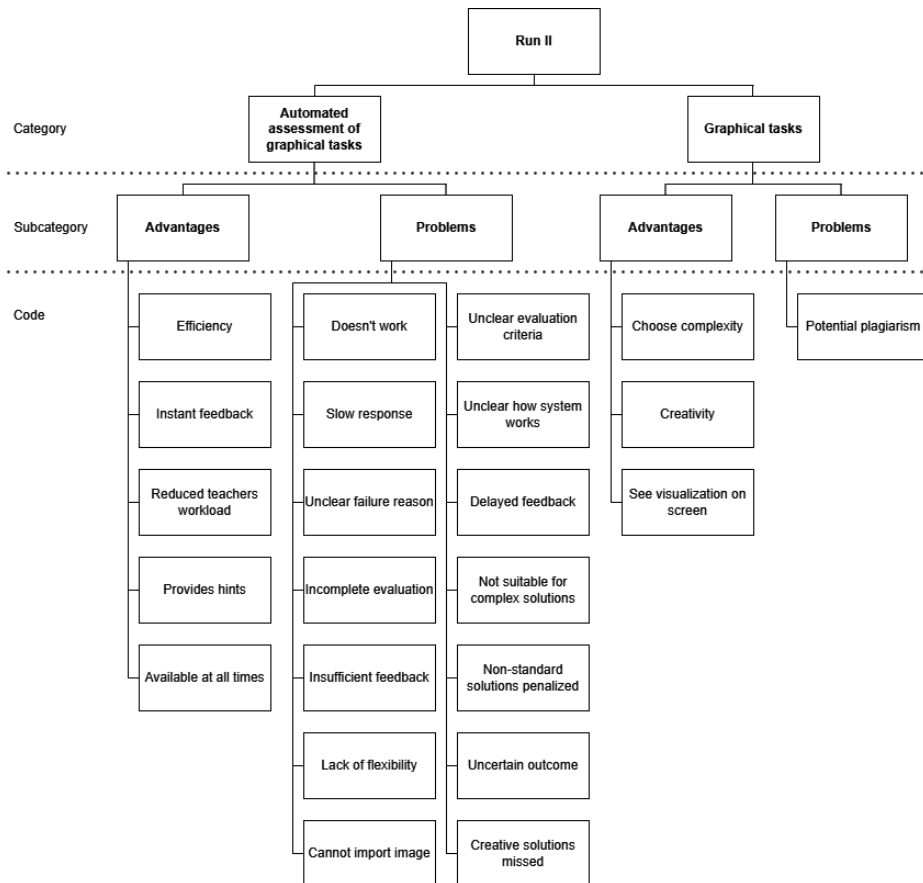 Run II
Category
Automated
assessment of
graphical tasks
Graphical tasks
Subcategory
Advantages
Problems
Advantages
Problems
Code
Efficiency
Doesn't work
Unclear evaluation
criteria
Choose complexity
Potential plagiarism
Instant feedback
Slow response
Unclear how system
works
Creativity
Reduced teachers
workload
Unclear failure reason
Delayed feedback
See visualization on
screen
Provides hints
Incomplete evaluation
Not suitable for
complex solutions
Available at all times
Insufficient feedback
Non-standard
solutions penalized
Lack of flexibility
Uncertain outcome
Cannot import image
Creative solutions
missed